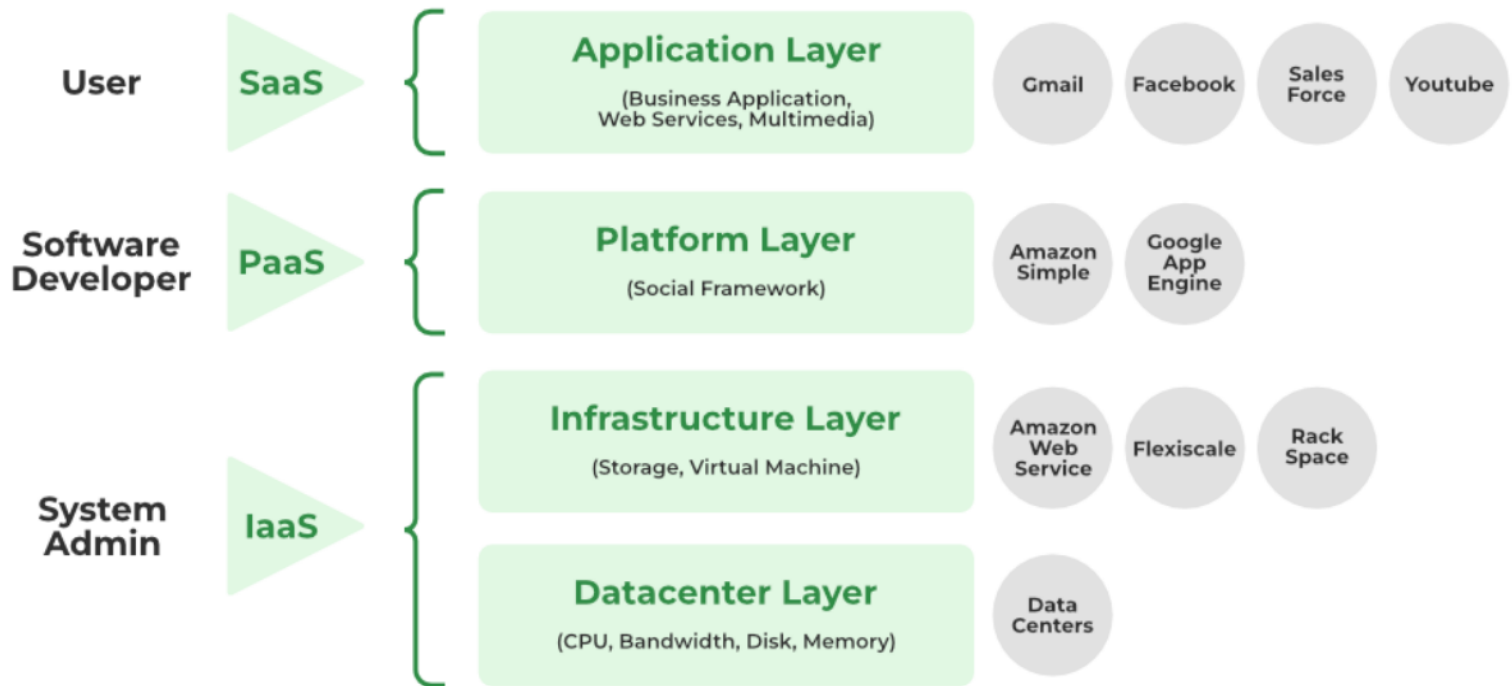 User
SaaS
Application Layer
(Business Application,
Web Services, Multimedia)
Gmail
Facebook
Sales
Force
Youtube
Software
Developer
PaaS
Platform Layer
(Social Framework)
Amazon
Simple
Google
App
Engine
System
Admin
IaaS
Infrastructure Layer
(Storage, Virtual Machine)
Amazon
Web
Service
Flexiscale
Rack
Space
Datacenter Layer
(CPU, Bandwidth, Disk, Memory)
Data
Centers